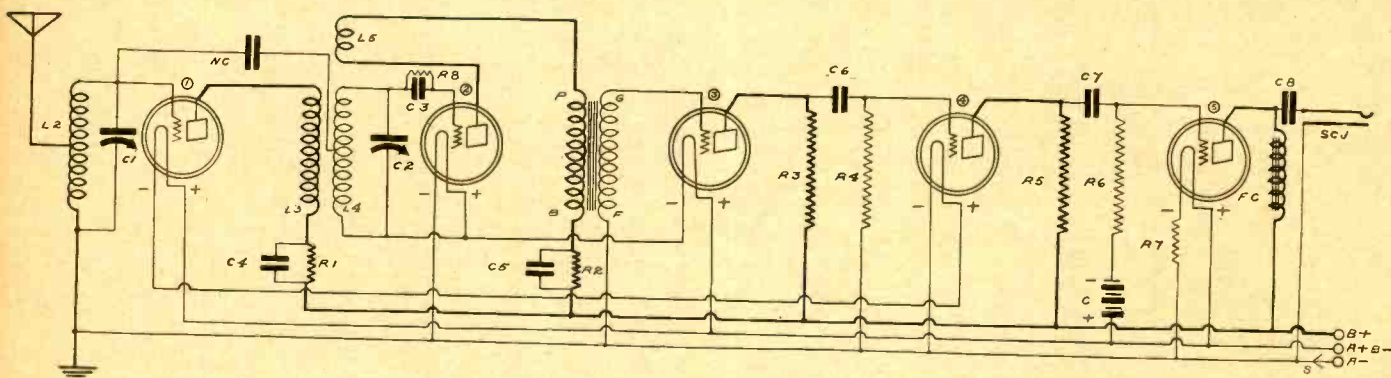 L5
NC
①
R8
②
C3
L2
C1
P
G
③
C6
④
C7
⑤
C8
SCJ
C2
- +
L3
L4
- +
B
F
- +
R3
R4
- +
R5
R6
- +
FC
R7
C4
R1
C5
R2
-
C
+
B+
A+B-
S
A-